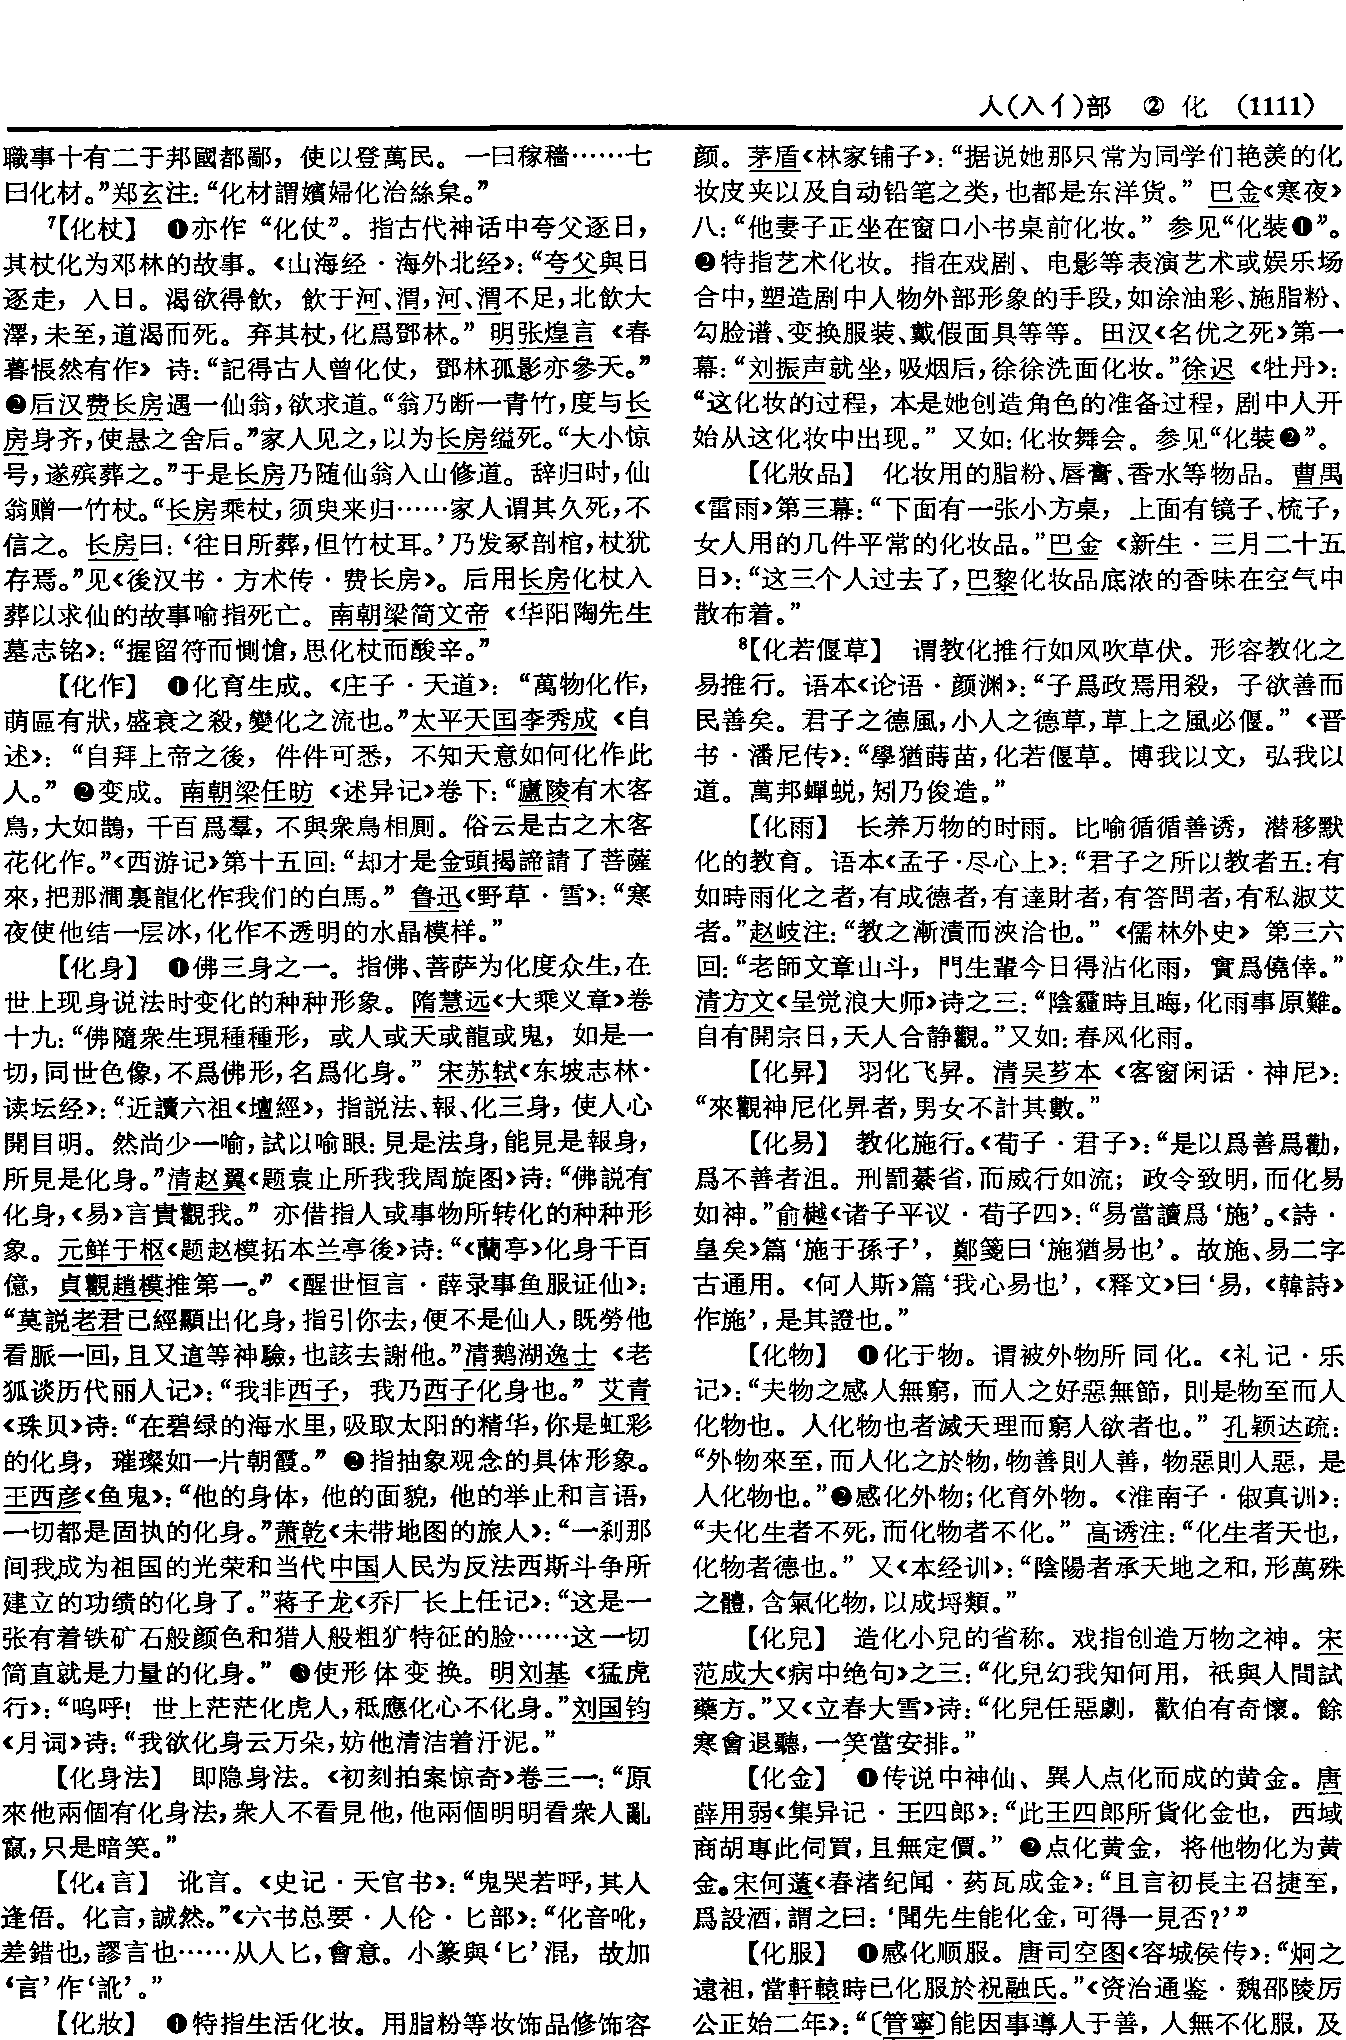 人(入亻)部　② 化　(1111)
職事十有二于邦國都鄙，使以登萬民。一曰稼穡……七
曰化材。”郑玄注：“化材謂嬪婦化治絲枲。”
⁷【化杖】　❶亦作“化仗”。指古代神话中夸父逐日，
其杖化为邓林的故事。《山海经·海外北经》：“夸父與日
逐走，入日。渴欲得飲，飲于河、渭，河、渭不足，北飲大
澤，未至，道渴而死。弃其杖，化爲鄧林。”明张煌言《春
暮悵然有作》诗：“記得古人曾化仗，鄧林孤影亦參天。”
❷后汉费长房遇一仙翁，欲求道。“翁乃断一青竹，度与长
房身齐，使悬之舍后。”家人见之，以为长房缢死。“大小惊
号，遂殡葬之。”于是长房乃随仙翁入山修道。辞归时，仙
翁赠一竹杖。“长房乘杖，须臾来归……家人谓其久死，不
信之。长房曰：‘往日所葬，但竹杖耳。’乃发冢剖棺，杖犹
存焉。”见《後汉书·方术传·费长房》。后用长房化杖入
葬以求仙的故事喻指死亡。南朝梁简文帝《华阳陶先生
墓志铭》：“握留符而惻愴，思化杖而酸辛。”
【化作】　❶化育生成。《庄子·天道》：“萬物化作，
萌區有狀，盛衰之殺，變化之流也。”太平天国李秀成《自
述》：“自拜上帝之後，件件可悉，不知天意如何化作此
人。”❷变成。南朝梁任昉《述异记》卷下：“廬陵有木客
鳥，大如鵲，千百爲羣，不與衆鳥相厠。俗云是古之木客
花化作。”《西游记》第十五回：“却才是金頭揭諦請了菩薩
來，把那澗裏龍化作我们的白馬。”鲁迅《野草·雪》：“寒
夜使他结一层冰，化作不透明的水晶模样。”
【化身】　❶佛三身之一。指佛、菩萨为化度众生，在
世上现身说法时变化的种种形象。隋慧远《大乘义章》卷
十九：“佛隨衆生現種種形，或人或天或龍或鬼，如是一
切，同世色像，不爲佛形，名爲化身。”宋苏轼《东坡志林·
读坛经》：“近讀六祖《壇經》，指説法、報、化三身，使人心
開目明。然尚少一喻，試以喻眼：見是法身，能見是報身，
所見是化身。”清赵翼《题袁止所我我周旋图》诗：“佛説有
化身，《易》言貴觀我。”亦借指人或事物所转化的种种形
象。元鲜于枢《题赵模拓本兰亭後》诗：“《蘭亭》化身千百
億，貞觀趙模推第一。”《醒世恒言·薛录事鱼服证仙》：
“莫説老君已經顯出化身，指引你去，便不是仙人，既勞他
看脈一回，且又這等神驗，也該去謝他。”清鹅湖逸士《老
狐谈历代丽人记》：“我非西子，我乃西子化身也。”艾青
《珠贝》诗：“在碧绿的海水里，吸取太阳的精华，你是虹彩
的化身，璀璨如一片朝霞。”❷指抽象观念的具体形象。
王西彦《鱼鬼》：“他的身体，他的面貌，他的举止和言语，
一切都是固执的化身。”萧乾《未带地图的旅人》：“一刹那
间我成为祖国的光荣和当代中国人民为反法西斯斗争所
建立的功绩的化身了。”蒋子龙《乔厂长上任记》：“这是一
张有着铁矿石般颜色和猎人般粗犷特征的脸……这一切
简直就是力量的化身。”❸使形体变换。明刘基《猛虎
行》：“嗚呼！世上茫茫化虎人，秪應化心不化身。”刘国钧
《月词》诗：“我欲化身云万朵，妨他清洁着汙泥。”
【化身法】　即隐身法。《初刻拍案惊奇》卷三一：“原
來他兩個有化身法，衆人不看見他，他兩個明明看衆人亂
竄，只是暗笑。”
【化₄言】　讹言。《史记·天官书》：“鬼哭若呼，其人
逢俉。化言，誠然。”《六书总要·人伦·匕部》：“化音吪，
差錯也，謬言也……从人匕，會意。小篆與‘匕’混，故加
‘言’作‘訛’。”
【化妝】　❶特指生活化妆。用脂粉等妆饰品修饰容
颜。茅盾《林家铺子》：“据说她那只常为同学们艳羡的化
妆皮夹以及自动铅笔之类，也都是东洋货。”巴金《寒夜》
八：“他妻子正坐在窗口小书桌前化妆。”参见“化裝❶”。
❷特指艺术化妆。指在戏剧、电影等表演艺术或娱乐场
合中，塑造剧中人物外部形象的手段，如涂油彩、施脂粉、
勾脸谱、变换服装、戴假面具等等。田汉《名优之死》第一
幕：“刘振声就坐，吸烟后，徐徐洗面化妆。”徐迟《牡丹》：
“这化妆的过程，本是她创造角色的准备过程，剧中人开
始从这化妆中出现。”又如：化妆舞会。参见“化裝❷”。
【化妝品】　化妆用的脂粉、唇膏、香水等物品。曹禺
《雷雨》第三幕：“下面有一张小方桌，上面有镜子、梳子，
女人用的几件平常的化妆品。”巴金《新生·三月二十五
日》：“这三个人过去了，巴黎化妆品底浓的香味在空气中
散布着。”
⁸【化若偃草】　谓教化推行如风吹草伏。形容教化之
易推行。语本《论语·颜渊》：“子爲政焉用殺，子欲善而
民善矣。君子之德風，小人之德草，草上之風必偃。”《晋
书·潘尼传》：“學猶蒔苗，化若偃草。博我以文，弘我以
道。萬邦蟬蜕，矧乃俊造。”
【化雨】　长养万物的时雨。比喻循循善诱，潜移默
化的教育。语本《孟子·尽心上》：“君子之所以教者五：有
如時雨化之者，有成德者，有達財者，有答問者，有私淑艾
者。”赵岐注：“教之漸漬而浹洽也。”《儒林外史》第三六
回：“老師文章山斗，門生輩今日得沾化雨，實爲僥倖。”
清方文《呈觉浪大师》诗之三：“陰霾時且晦，化雨事原難。
自有開宗日，天人合静觀。”又如：春风化雨。
【化昇】　羽化飞昇。清吴芗本《客窗闲话·神尼》：
“來觀神尼化昇者，男女不計其數。”
【化易】　教化施行。《荀子·君子》：“是以爲善爲勸，
爲不善者沮。刑罰綦省，而威行如流；政令致明，而化易
如神。”俞樾《诸子平议·荀子四》：“易當讀爲‘施’。《詩·
皇矣》篇‘施于孫子’，鄭箋曰‘施猶易也’。故施、易二字
古通用。《何人斯》篇‘我心易也’，《释文》曰‘易，《韓詩》
作施’，是其證也。”
【化物】　❶化于物。谓被外物所同化。《礼记·乐
记》：“夫物之感人無窮，而人之好惡無節，則是物至而人
化物也。人化物也者滅天理而窮人欲者也。”孔颖达疏：
“外物來至，而人化之於物，物善則人善，物惡則人惡，是
人化物也。”❷感化外物；化育外物。《淮南子·俶真训》：
“夫化生者不死，而化物者不化。”高诱注：“化生者天也，
化物者德也。”又《本经训》：“陰陽者承天地之和，形萬殊
之體，含氣化物，以成埒類。”
【化兒】　造化小兒的省称。戏指创造万物之神。宋
范成大《病中绝句》之三：“化兒幻我知何用，祇與人間試
藥方。”又《立春大雪》诗：“化兒任惡劇，歡伯有奇懷。餘
寒會退聽，一笑當安排。”
【化金】　❶传说中神仙、異人点化而成的黄金。唐
薛用弱《集异记·王四郎》：“此王四郎所貨化金也，西域
商胡專此伺買，且無定價。”❷点化黄金，将他物化为黄
金。宋何薳《春渚纪闻·药瓦成金》：“且言初長主召捷至，
爲設酒，謂之曰：‘聞先生能化金，可得一見否？’”
【化服】　❶感化顺服。唐司空图《容城侯传》：“炯之
遠祖，當軒轅時已化服於祝融氏。”《资治通鉴·魏邵陵厉
公正始二年》：“〔管寧〕能因事導人于善，人無不化服，及